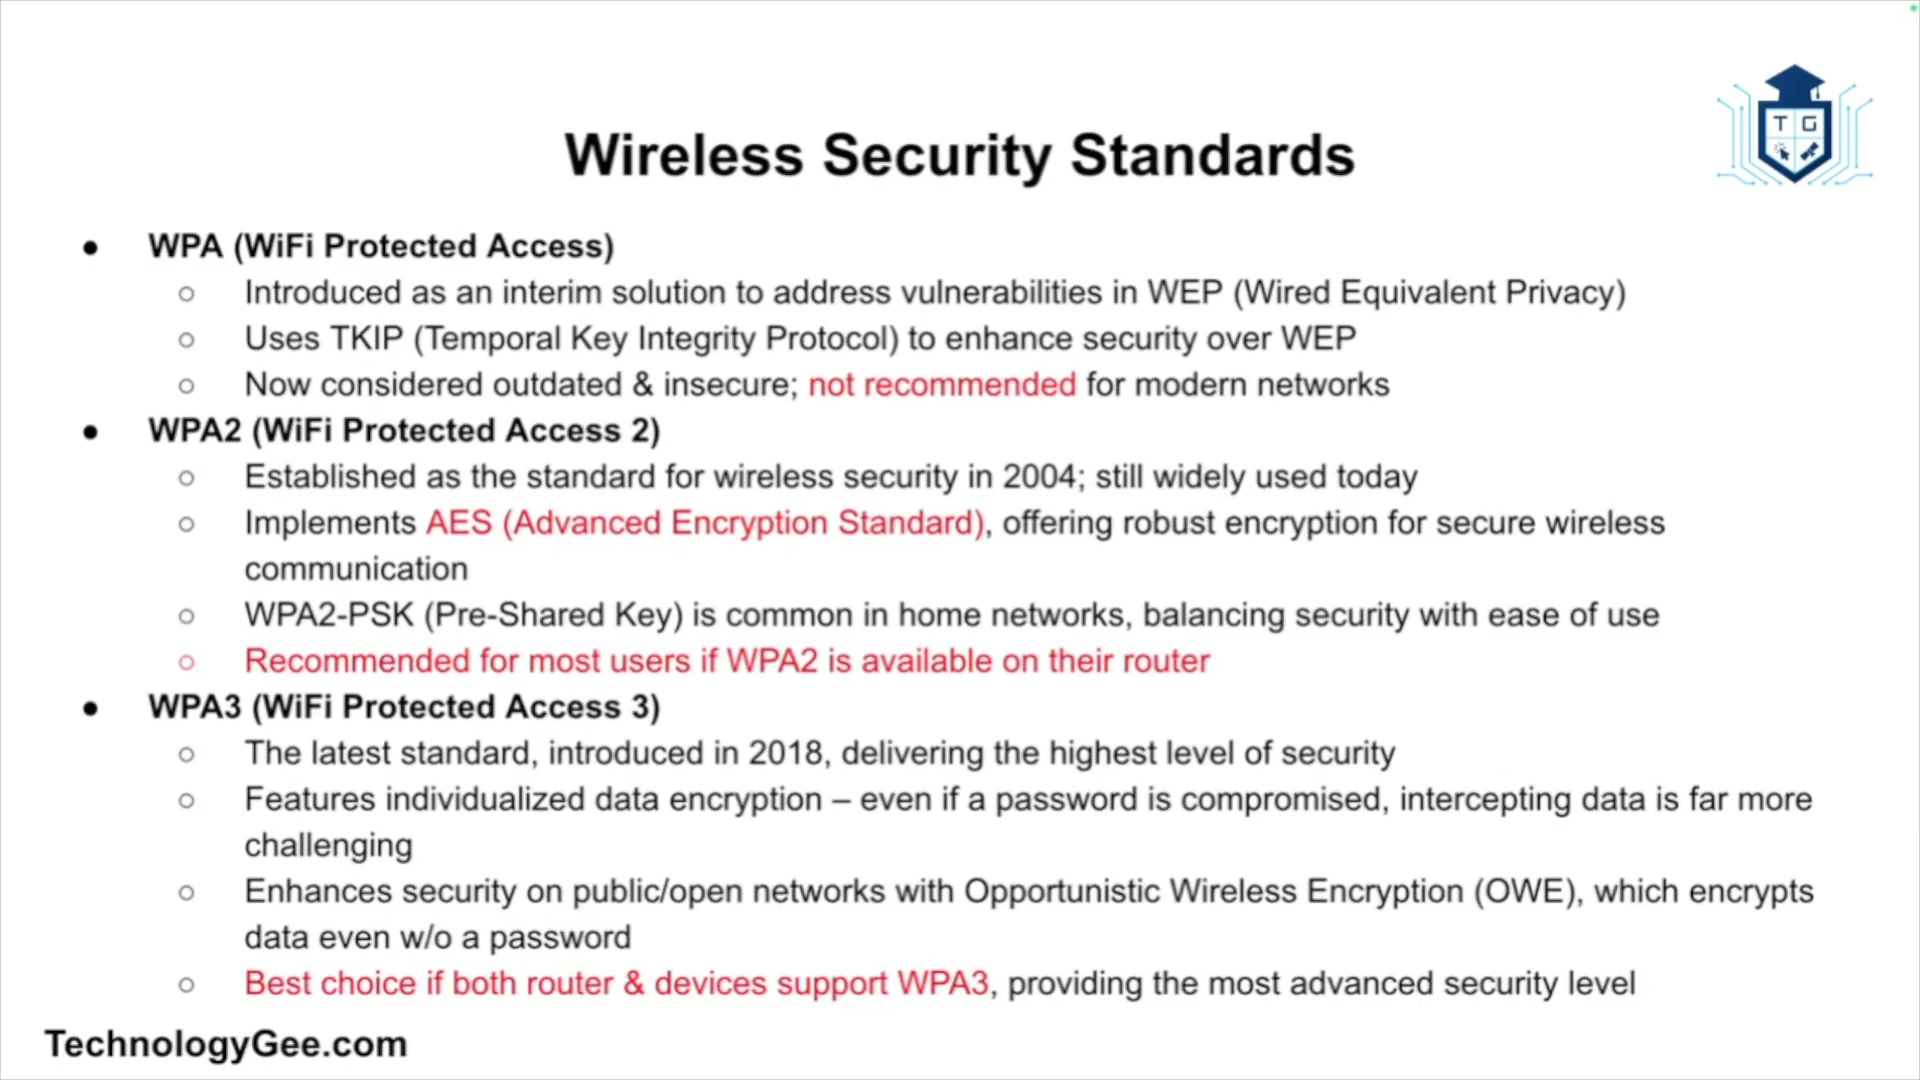 T G
Wireless Security Standards
● WPA (WiFi Protected Access)
○ Introduced as an interim solution to address vulnerabilities in WEP (Wired Equivalent Privacy)
○ Uses TKIP (Temporal Key Integrity Protocol) to enhance security over WEP
○ Now considered outdated & insecure; not recommended for modern networks
● WPA2 (WiFi Protected Access 2)
○ Established as the standard for wireless security in 2004; still widely used today
○ Implements AES (Advanced Encryption Standard), offering robust encryption for secure wireless
communication
○ WPA2-PSK (Pre-Shared Key) is common in home networks, balancing security with ease of use
○ Recommended for most users if WPA2 is available on their router
● WPA3 (WiFi Protected Access 3)
○ The latest standard, introduced in 2018, delivering the highest level of security
○ Features individualized data encryption – even if a password is compromised, intercepting data is far more
challenging
○ Enhances security on public/open networks with Opportunistic Wireless Encryption (OWE), which encrypts
data even w/o a password
○ Best choice if both router & devices support WPA3, providing the most advanced security level
TechnologyGee.com